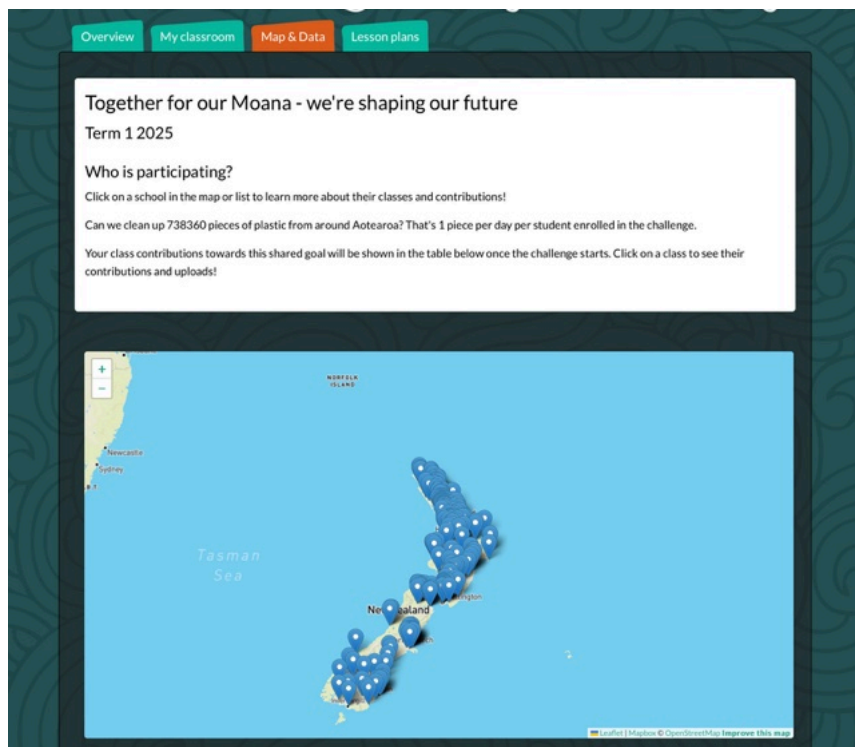 Overview My classroom Map & Data Lesson plans
Together for our Moana - we're shaping our future
Term 1 2025
Who is participating?
Click on a school in the map or list to learn more about their classes and contributions!
Can we clean up 738360 pieces of plastic from around Aotearoa? That's 1 piece per day per student enrolled in the challenge.
Your class contributions towards this shared goal will be shown in the table below once the challenge starts. Click on a class to see their
contributions and uploads!
+
−
NORFOLK
ISLAND
Newcastle
Sydney
Tasman
Sea
Leaflet | Mapbox © OpenStreetMap Improve this map